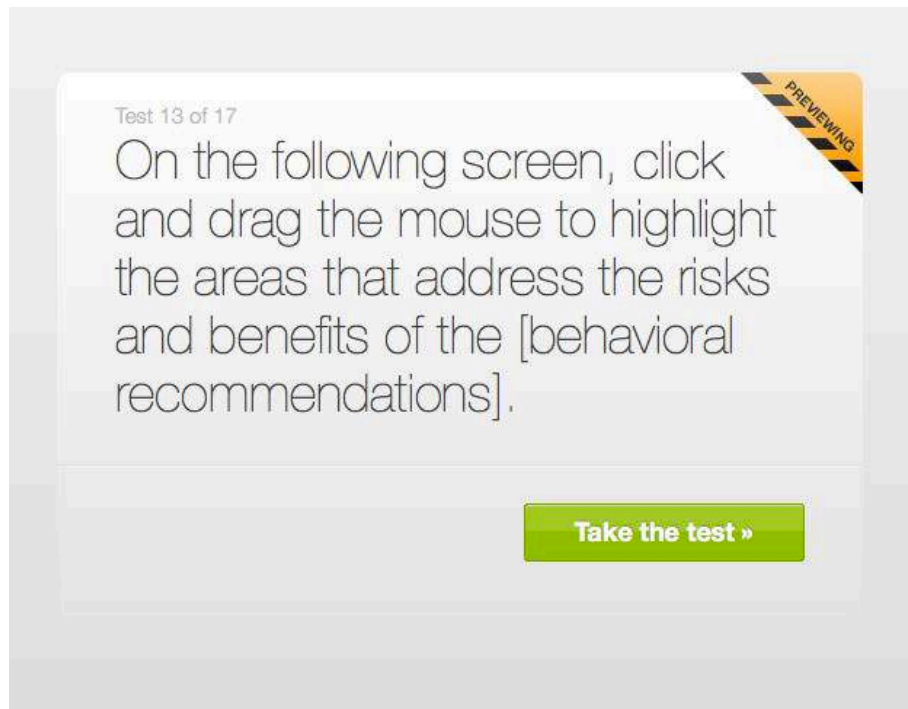 Test 13 of 17
PREVIEWING
On the following screen, click
and drag the mouse to highlight
the areas that address the risks
and benefits of the [behavioral
recommendations].
Take the test »